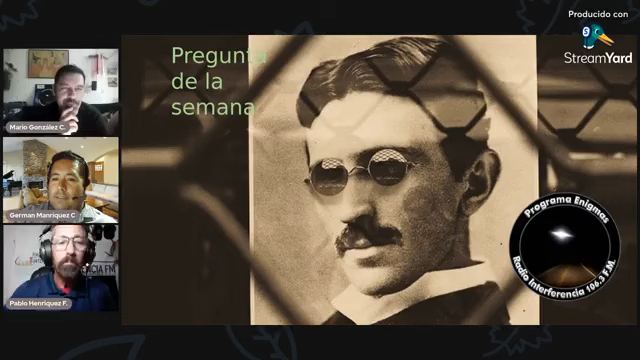 Producido con
StreamYard
Pregunta
de la
semana
Mario González C.
German Manriquez C
Pablo Henriquez F.
Programa Enigmas
Radio Interferencia 106.3 F.M.